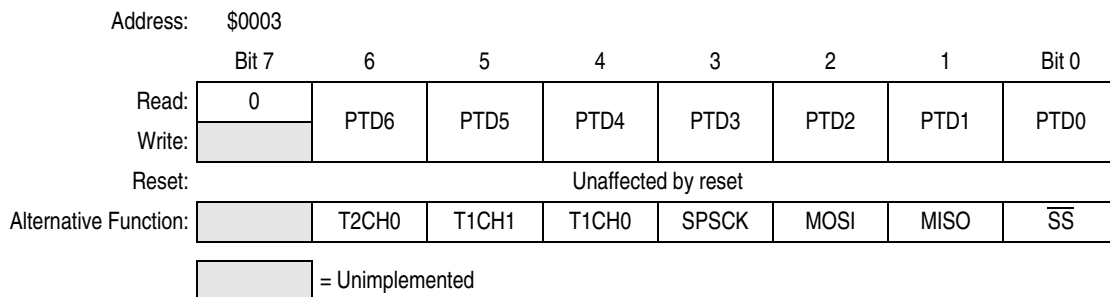 Address: $0003
Bit 7 6 5 4 3 2 1 Bit 0
Read: 0 PTD6 PTD5 PTD4 PTD3 PTD2 PTD1 PTD0
Write:
Reset: Unaffected by reset
Alternative Function: T2CH0 T1CH1 T1CH0 SPSCK MOSI MISO S̅S̅
= Unimplemented